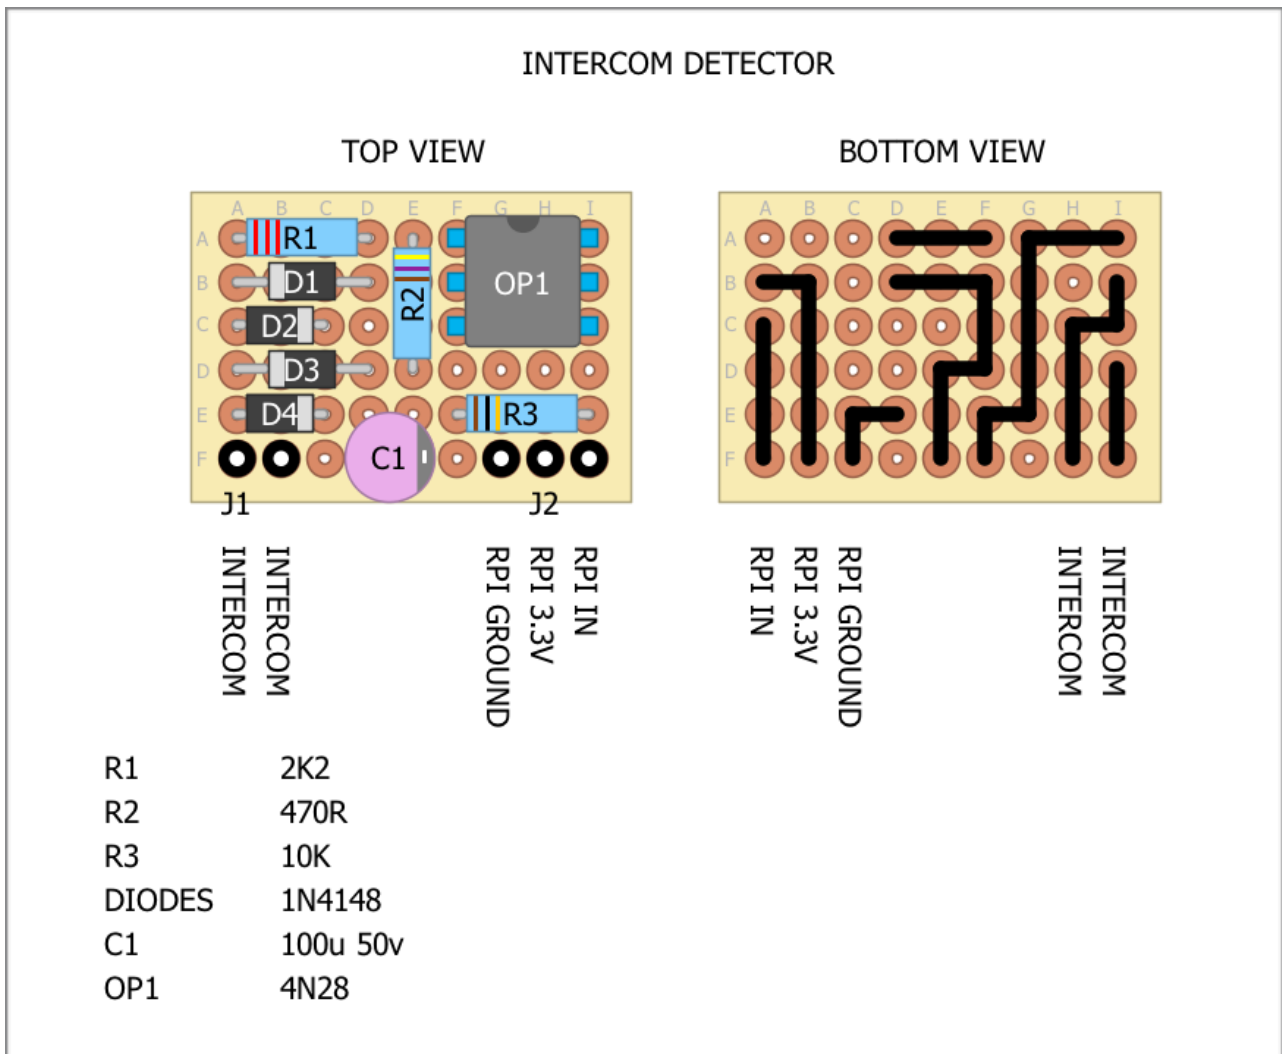 INTERCOM DETECTOR
TOP VIEW
BOTTOM VIEW
A B C D E F G H I
A B C D E F G H I
A R1 A
B D1 OP1 B
C D2 R2 C
D D3 D
E D4 R3 E
F C1 F
J1 J2
INTERCOM INTERCOM RPI GROUND RPI 3.3V RPI IN
RPI IN RPI 3.3V RPI GROUND INTERCOM INTERCOM
R1 2K2
R2 470R
R3 10K
DIODES 1N4148
C1 100u 50v
OP1 4N28